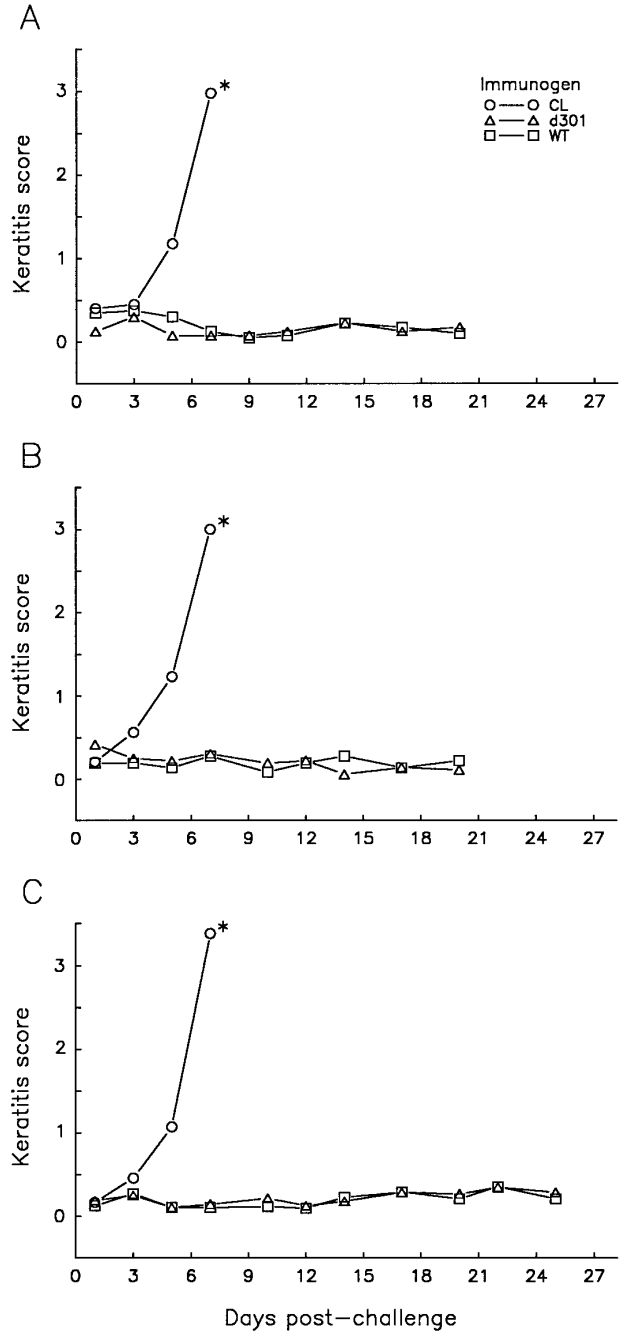 A
Keratitis score
3
2
1
0
Immunogen
CL
d301
WT
*
0 3 6 9 12 15 18 21 24 27
B
Keratitis score
3
2
1
0
*
0 3 6 9 12 15 18 21 24 27
C
Keratitis score
3
2
1
0
*
0 3 6 9 12 15 18 21 24 27
Days post-challenge